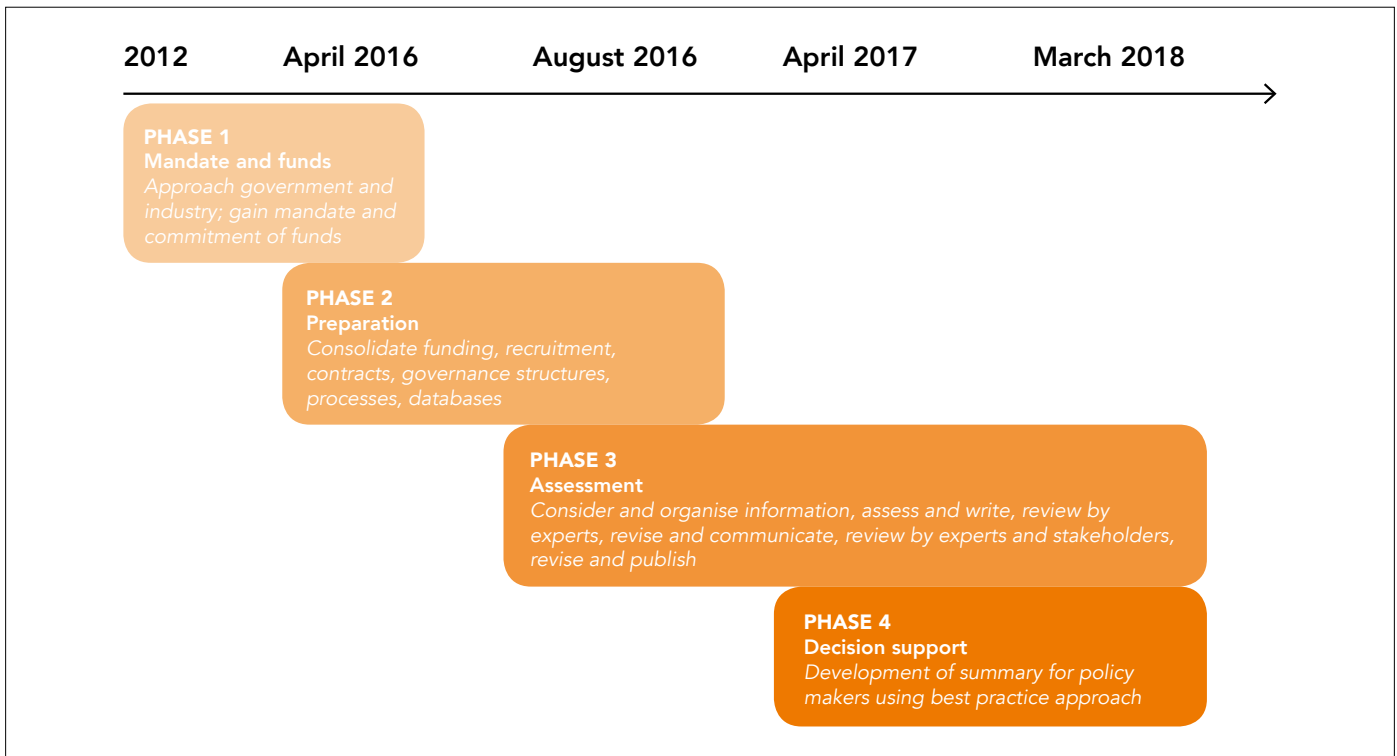 2012 April 2016 August 2016 April 2017 March 2018
PHASE 1
Mandate and funds
Approach government and
industry; gain mandate and
commitment of funds
PHASE 2
Preparation
Consolidate funding, recruitment,
contracts, governance structures,
processes, databases
PHASE 3
Assessment
Consider and organise information, assess and write, review by
experts, revise and communicate, review by experts and stakeholders,
revise and publish
PHASE 4
Decision support
Development of summary for policy
makers using best practice approach